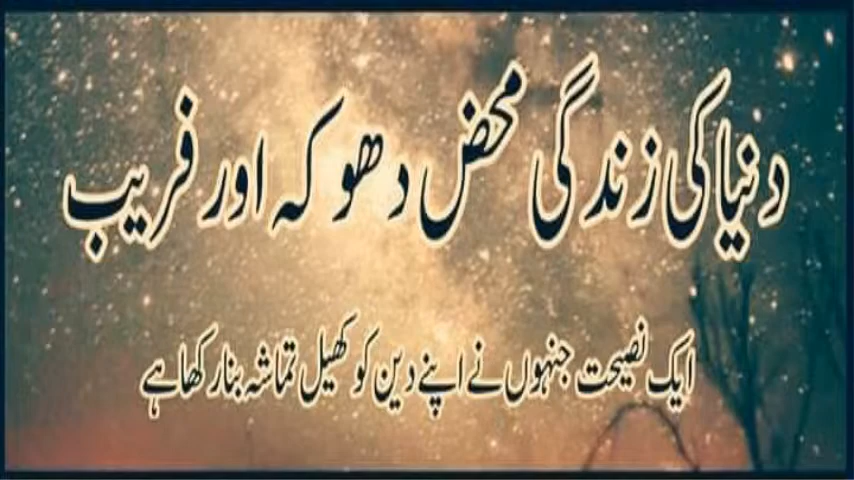 دنیا کی زندگی محض دھوکہ اور فریب
ایک نصیحت جنہوں نے اپنے دین کو کھیل تماشہ بنا رکھا ہے